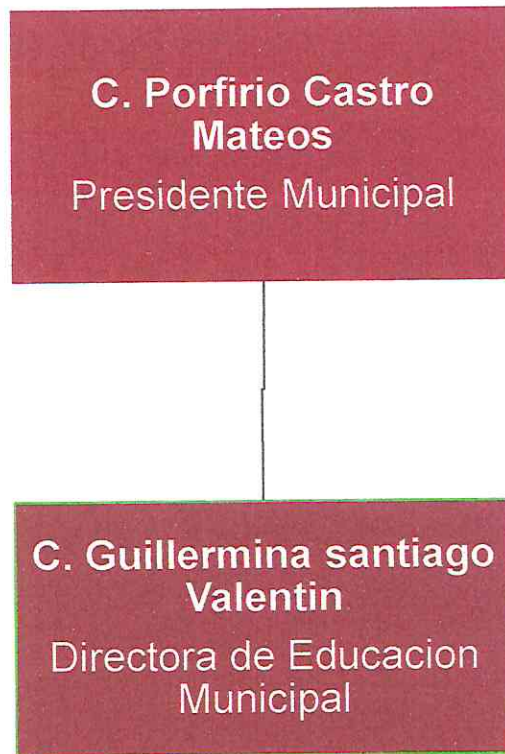 C. Porfirio Castro
Mateos
Presidente Municipal
C. Guillermina santiago
Valentin
Directora de Educacion
Municipal